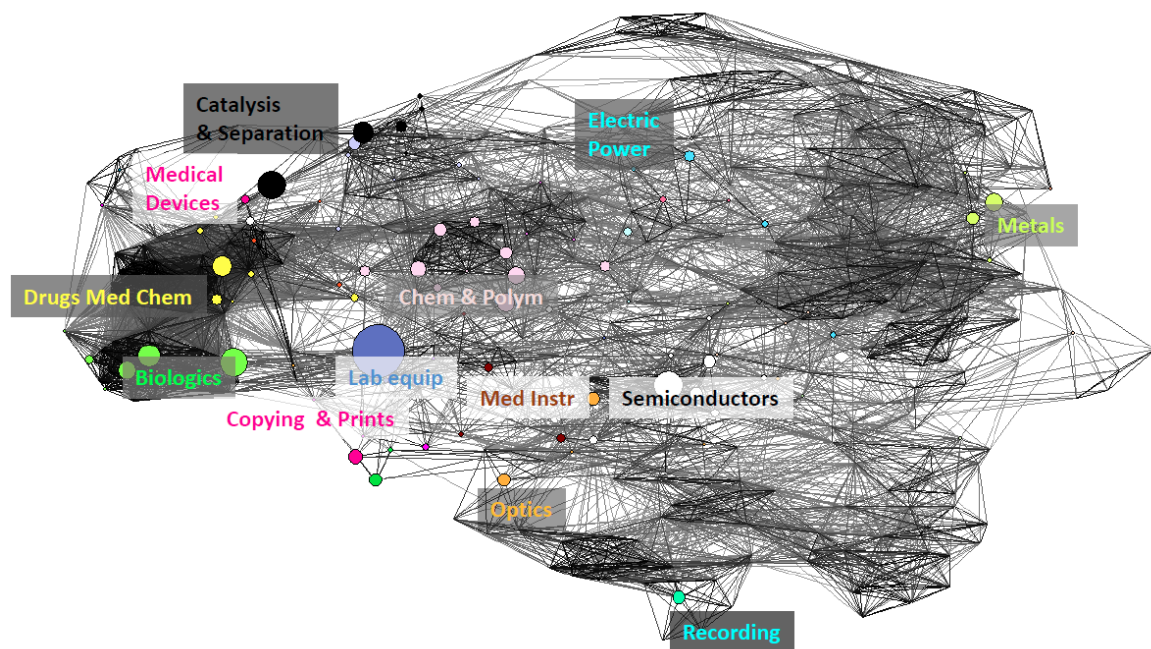 Catalysis
& Separation
Electric
Power
Medical
Devices
Metals
Drugs Med Chem
Chem & Polym
Biologics
Lab equip
Med Instr
Semiconductors
Copying & Prints
Optics
Recording